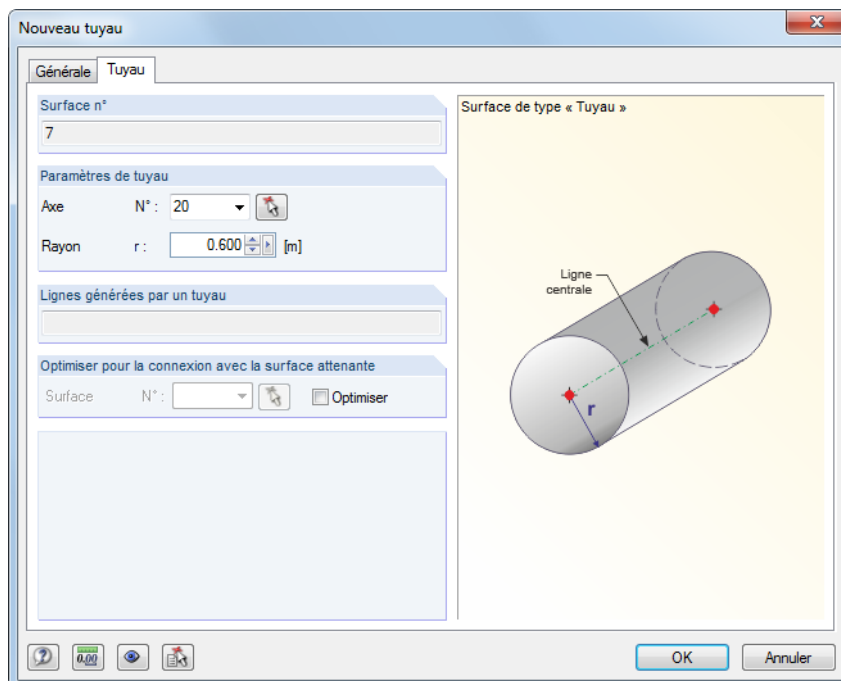 Nouveau tuyau
Générale Tuyau
Surface n°
7
Paramètres de tuyau
Axe N° : 20
Rayon r : 0.600 [m]
Lignes générées par un tuyau
Optimiser pour la connexion avec la surface attenante
Surface N° : Optimiser
Surface de type « Tuyau »
Ligne
centrale
r
0.00
OK Annuler